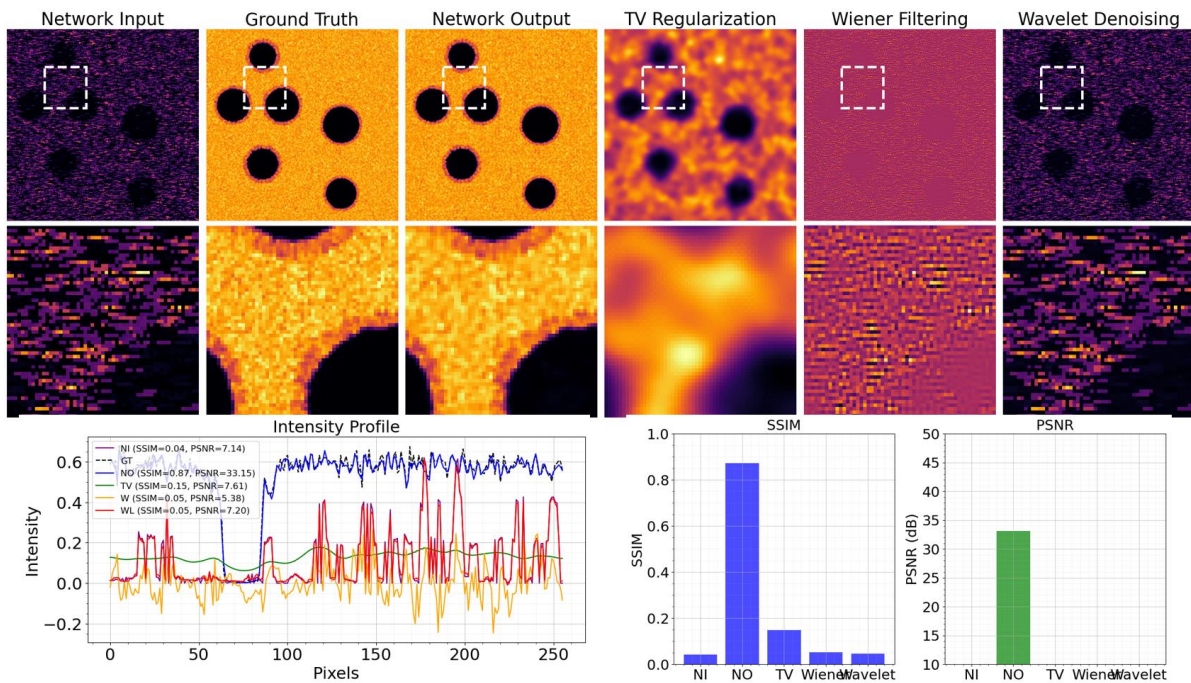 Network Input
Ground Truth
Network Output
TV Regularization
Wiener Filtering
Wavelet Denoising
Intensity Profile
NI (SSIM=0.04, PSNR=7.14)
GT
NO (SSIM=0.87, PSNR=33.15)
TV (SSIM=0.15, PSNR=7.61)
W (SSIM=0.05, PSNR=5.38)
WL (SSIM=0.05, PSNR=7.20)
Intensity
0.6
0.4
0.2
0.0
−0.2
0
50
100
150
200
250
Pixels
SSIM
SSIM
1.0
0.8
0.6
0.4
0.2
0.0
NI
NO
TV
Wiener
Wavelet
PSNR
PSNR (dB)
50
45
40
35
30
25
20
15
10
NI
NO
TV
Wiener
Wavelet